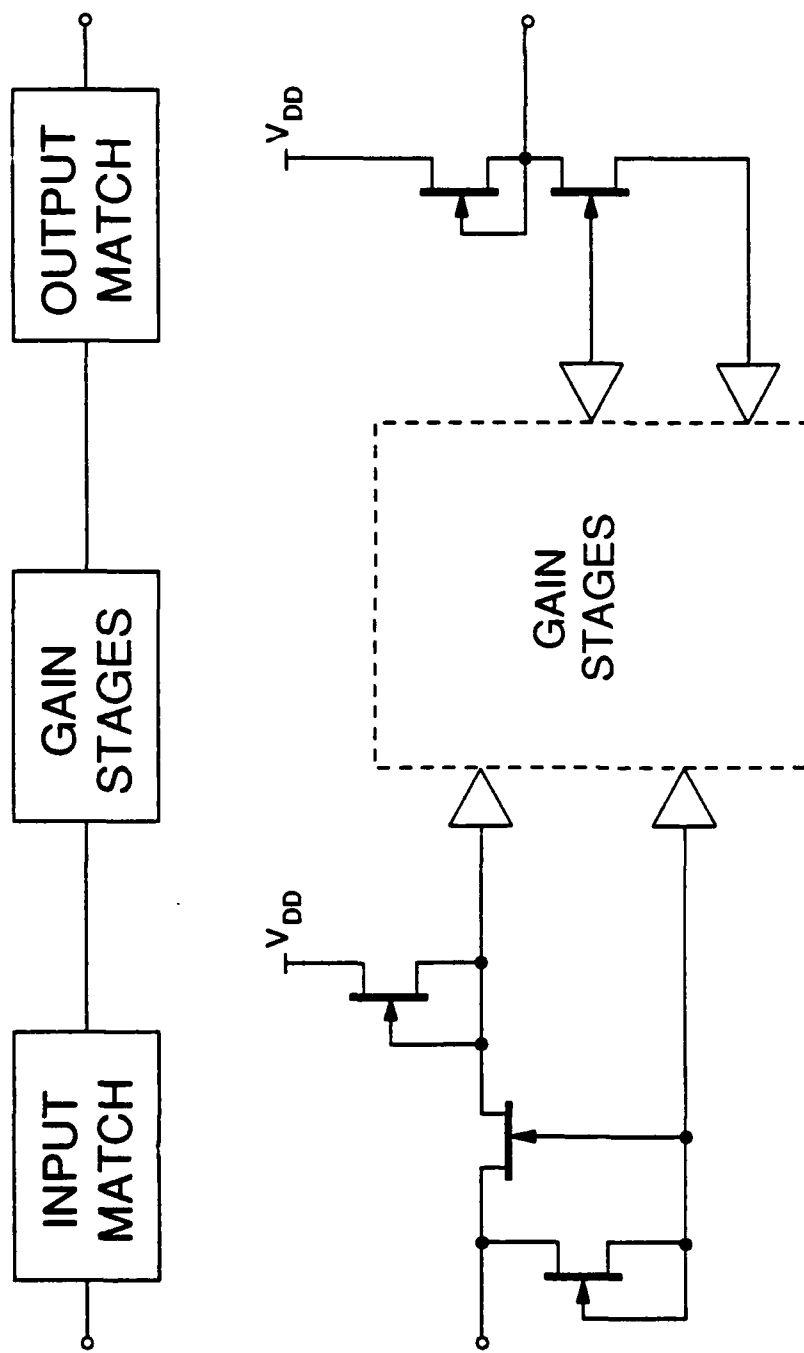 INPUT
MATCH
GAIN
STAGES
OUTPUT
MATCH
V_DD
GAIN
STAGES
V_DD